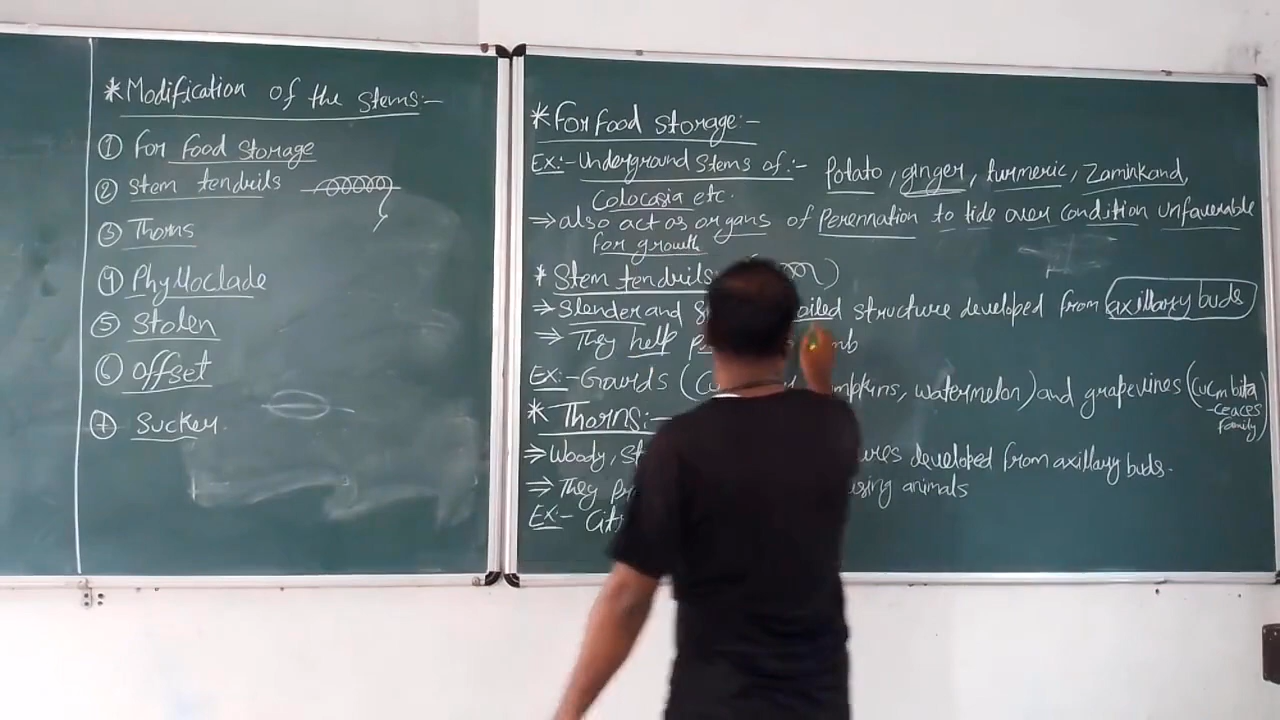 *Modification of the Stems:-
① For Food Storage
② Stem tendrils
③ Thorns
④ Phylloclade
⑤ Stolen
⑥ Offset
⑦ Sucker.
*For Food Storage:-
Ex:- Underground Stems of:- Potato, ginger, turmeric, Zaminkand,
Colocasia etc.
⇒ also act as organs of Perennation to tide over Condition Unfaverable
for growth
* Stem tendrils:
⇒ Slender and coiled structure developed from axillary buds
⇒ They help
Ex:- Gourds ( , watermelon) and grapevines (cucmbita
-ceaces
family)
* Thorns:-
⇒ Woody, developed from axillary buds.
⇒ They animals
Ex:-